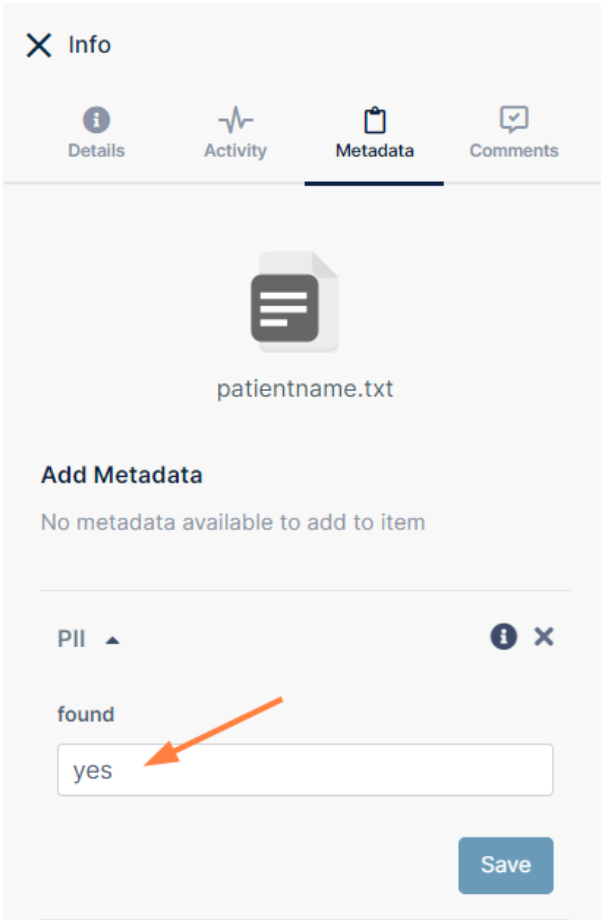 Info
Details Activity Metadata Comments
patientname.txt
Add Metadata
No metadata available to add to item
PII
found
yes
Save